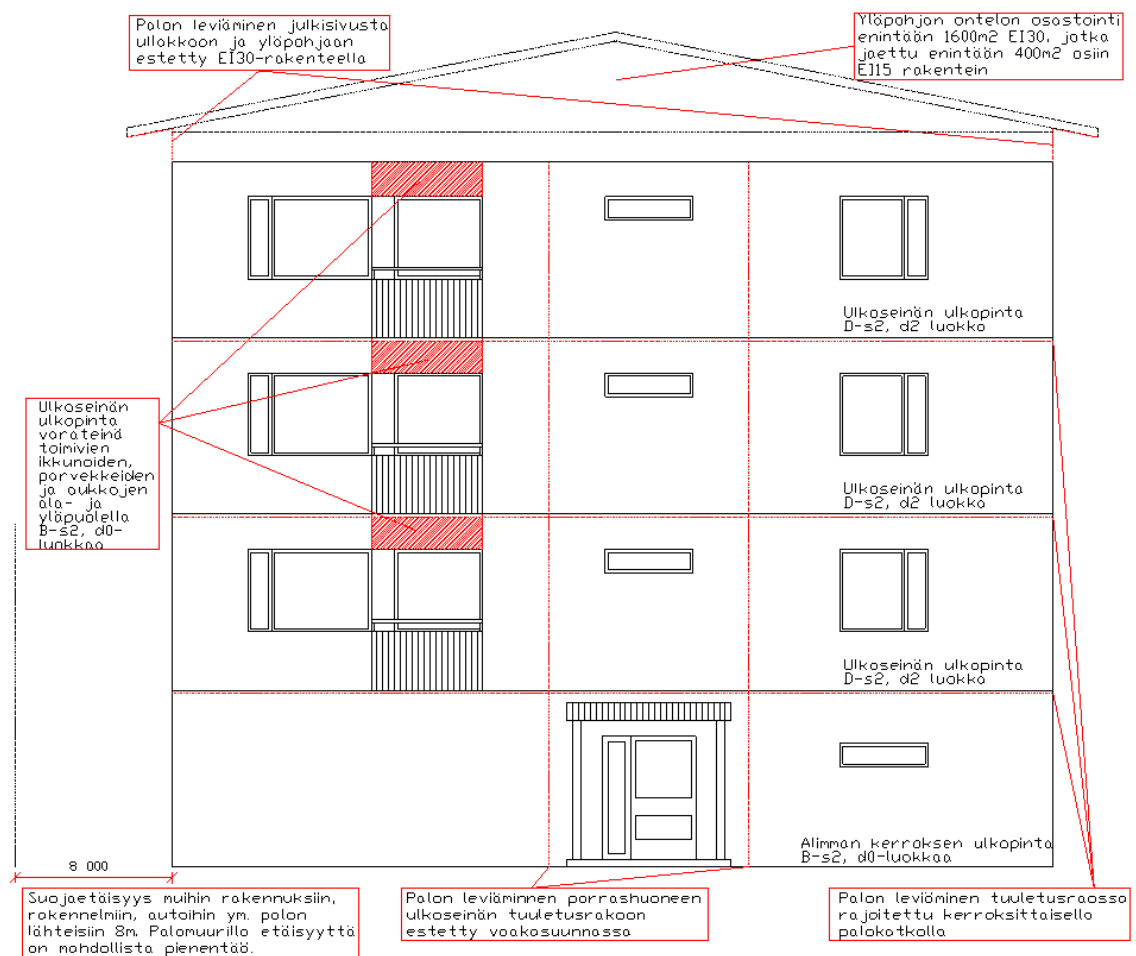 Palon leviäminen julkisivusta
ullakkoon ja yläpohjaan
estetty EI30-rakenteella
Yläpohjan ontelon osastointi
enintään 1600m2 EI30, jotka
jaettu enintään 400m2 osiin
EI15 rakentein
Ulkoseinän ulkopinta
D-s2, d2 luokka
Ulkoseinän
ulkopinta
varateinä
toimivien
ikkunoiden,
parvekkeiden
ja aukkojen
ala- ja
yläpuolella
B-s2, d0-
luokkaa
Ulkoseinän ulkopinta
D-s2, d2 luokka
Ulkoseinän ulkopinta
D-s2, d2 luokka
Alimman kerroksen ulkopinta
B-s2, d0-luokkaa
8 000
Suojaetäisyys muihin rakennuksiin,
rakennelmiin, autoihin ym. palon
lähteisiin 8m. Palomuurilla etäisyyttä
on mahdollista pienentää.
Palon leviäminnen porrashuoneen
ulkoseinän tuuletusrakoon
estetty vaakasuunnassa
Palon leviäminen tuuletusraossa
rajoitettu kerroksittaisella
palokatkolla